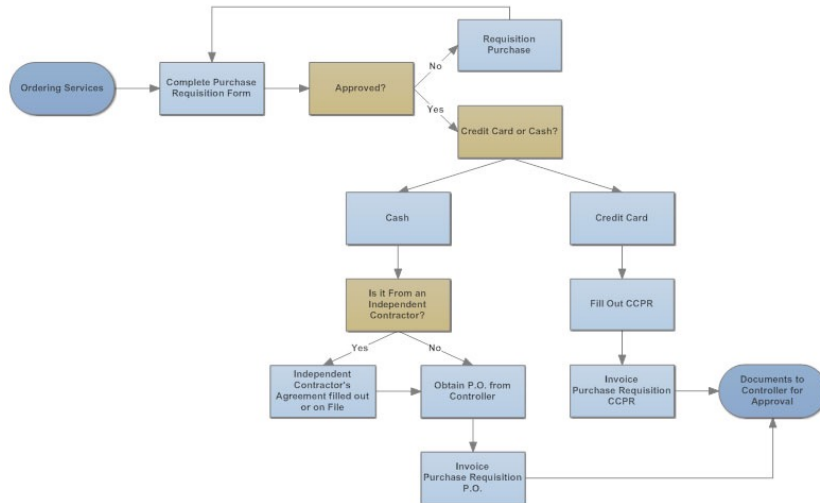 Requisition
Purchase
Ordering Services
Complete Purchase
Requisition Form
Approved?
No
Yes
Credit Card or Cash?
Cash
Credit Card
Is it From an
Independent
Contractor?
Fill Out CCPR
Yes
No
Independent
Contractor's
Agreement filled out
or on File
Obtain P.O. from
Controller
Invoice
Purchase Requisition
CCPR
Documents to
Controller for
Approval
Invoice
Purchase Requisition
P.O.